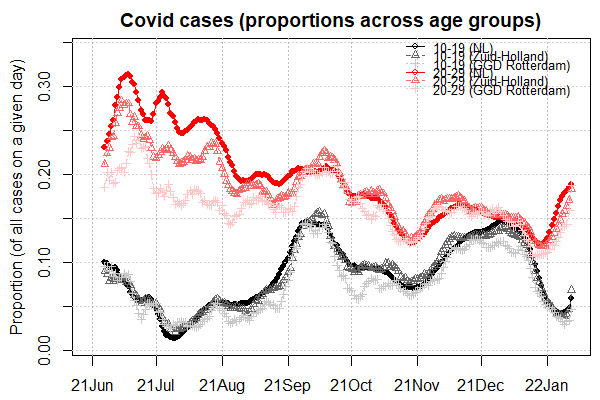 Covid cases (proportions across age groups)
Proportion (of all cases on a given day)
0.30
0.20
0.10
0.00
10-19 (NL)
10-19 (Zuid-Holland)
10-19 (GGD Rotterdam)
20-29 (NL)
20-29 (Zuid-Holland)
20-29 (GGD Rotterdam)
21Jun 21Jul 21Aug 21Sep 21Oct 21Nov 21Dec 22Jan